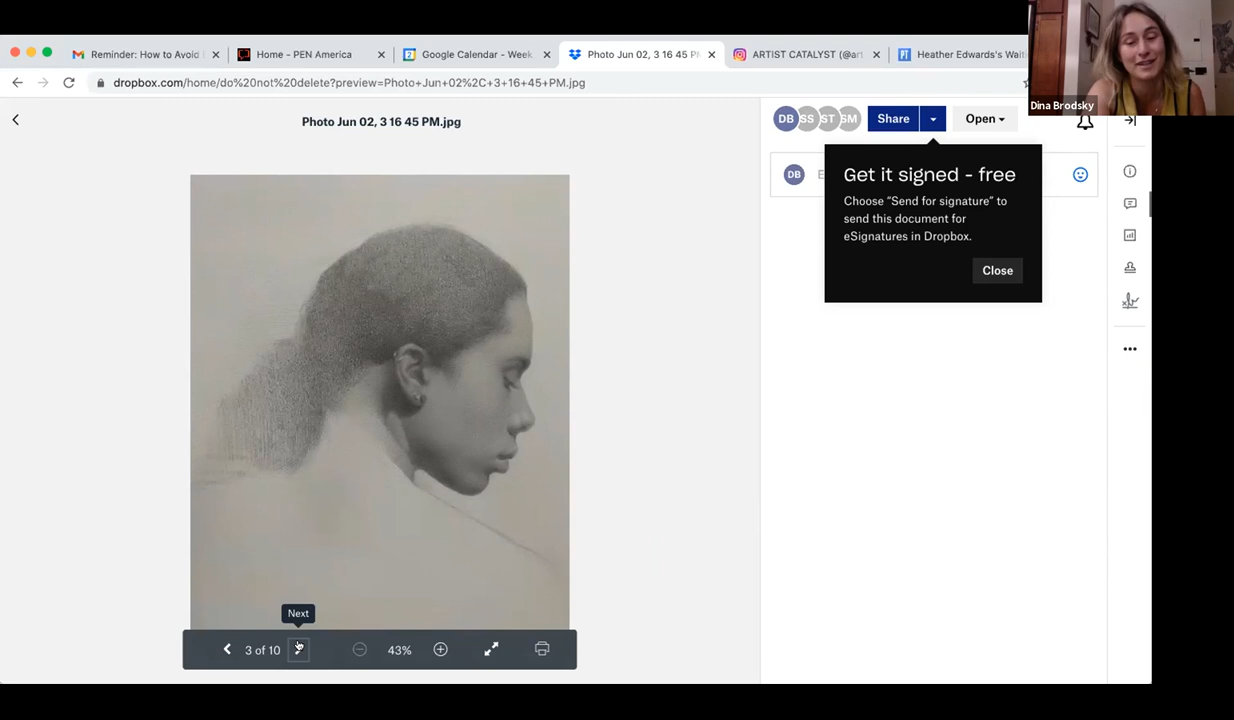 Reminder: How to Avoid
Home - PEN America
Google Calendar - Week
Photo Jun 02, 3 16 45 P
ARTIST CATALYST (@ar
Heather Edwards's Wait
dropbox.com/home/do%20not%20delete?preview=Photo+Jun+02%2C+3+16+45+PM.jpg
Dina Brodsky
Photo Jun 02, 3 16 45 PM.jpg
DB SS ST SM Share Open
DB
Get it signed - free
Choose "Send for signature" to
send this document for
eSignatures in Dropbox.
Close
Next
3 of 10 43%